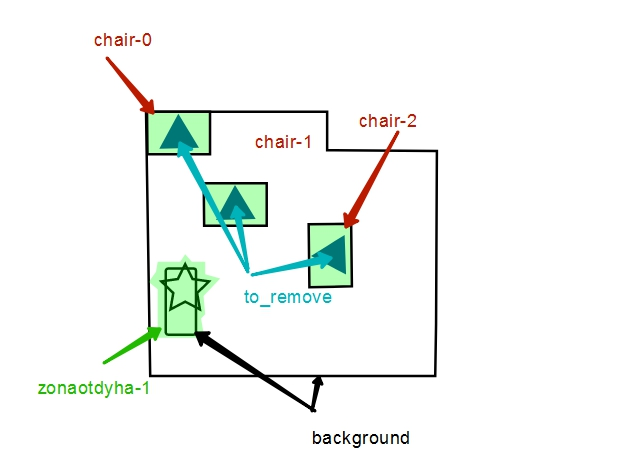 chair-0
chair-2
chair-1
to_remove
zonaotdyha-1
background